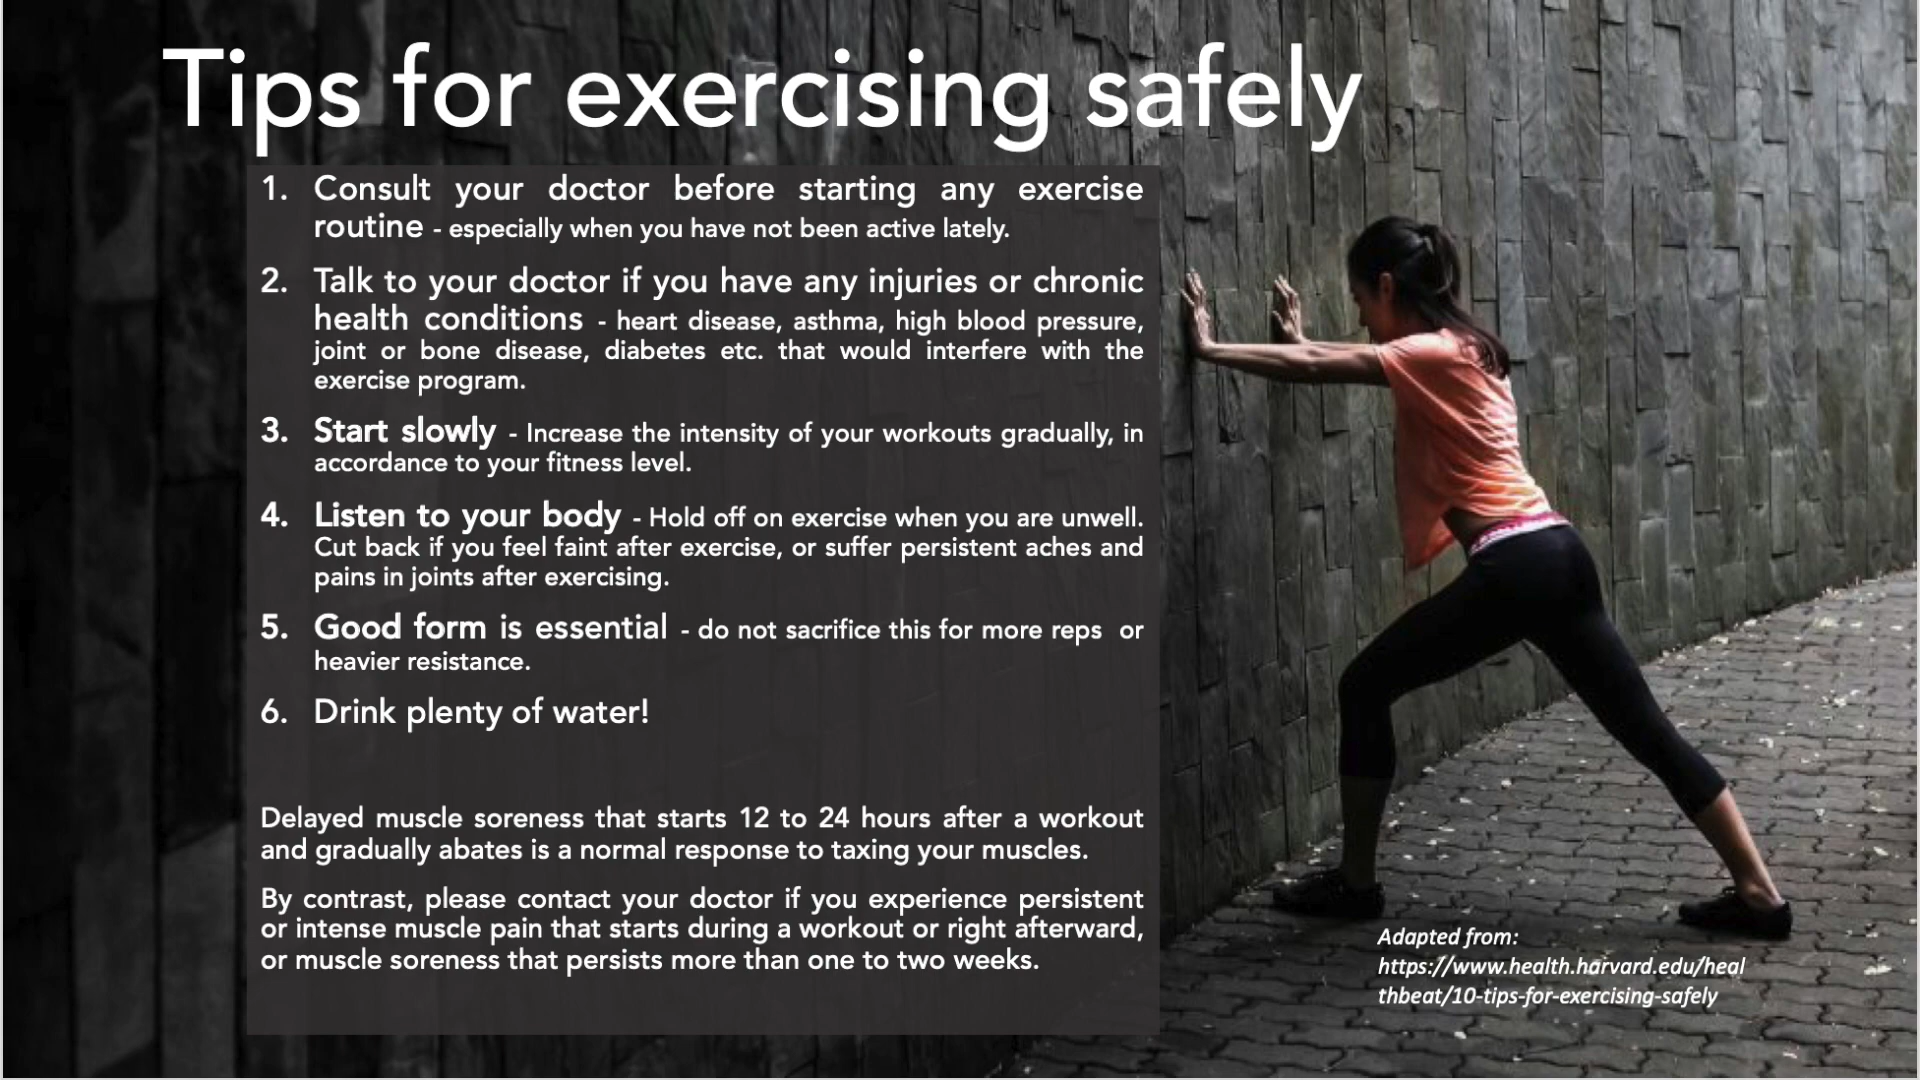 Tips for exercising safely
1. Consult your doctor before starting any exercise
routine - especially when you have not been active lately.
2. Talk to your doctor if you have any injuries or chronic
health conditions - heart disease, asthma, high blood pressure,
joint or bone disease, diabetes etc. that would interfere with the
exercise program.
3. Start slowly - Increase the intensity of your workouts gradually, in
accordance to your fitness level.
4. Listen to your body - Hold off on exercise when you are unwell.
Cut back if you feel faint after exercise, or suffer persistent aches and
pains in joints after exercising.
5. Good form is essential - do not sacrifice this for more reps or
heavier resistance.
6. Drink plenty of water!
Delayed muscle soreness that starts 12 to 24 hours after a workout
and gradually abates is a normal response to taxing your muscles.
By contrast, please contact your doctor if you experience persistent
or intense muscle pain that starts during a workout or right afterward,
or muscle soreness that persists more than one to two weeks.
Adapted from:
https://www.health.harvard.edu/heal
thbeat/10-tips-for-exercising-safely